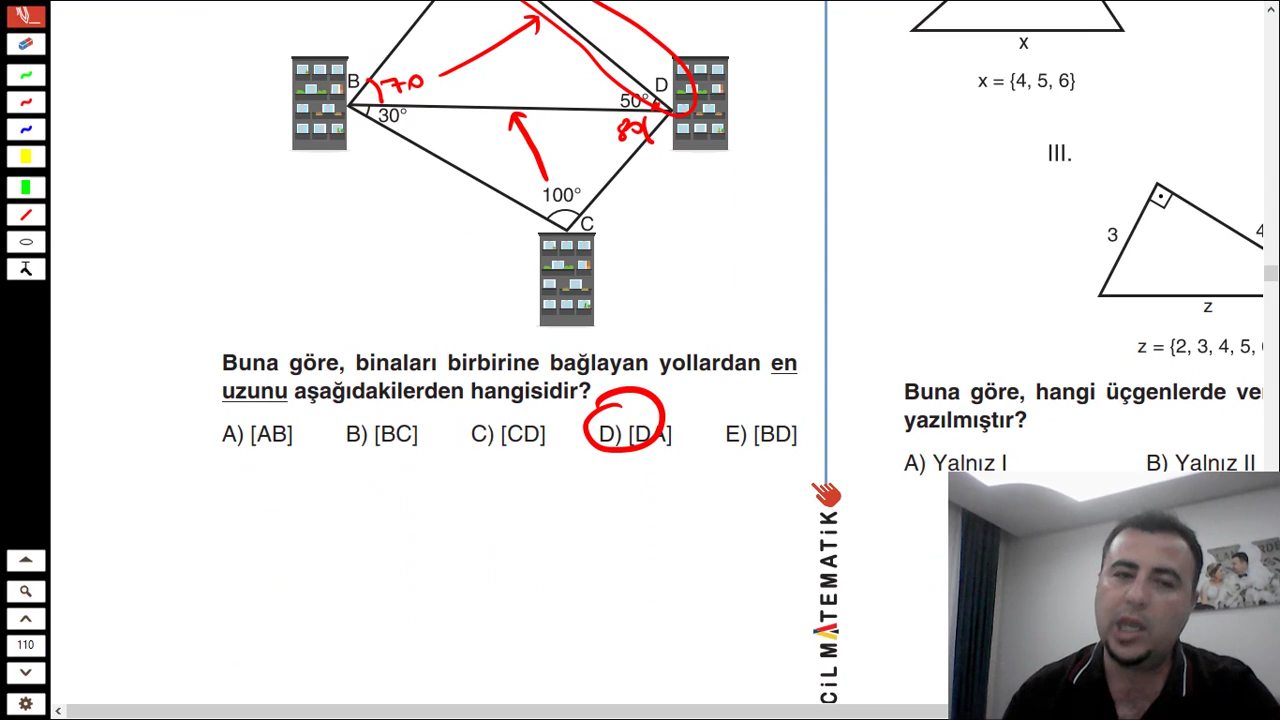 B
70
30°
D
50°
80
100°
C
Buna göre, binaları birbirine bağlayan yollardan en
uzunu aşağıdakilerden hangisidir?
A) [AB] B) [BC] C) [CD] D) [DA] E) [BD]
ACİL MATEMATİK
x
x = {4, 5, 6}
III.
3
4
z
z = {2, 3, 4, 5,
Buna göre, hangi üçgenlerde ve
yazılmıştır?
A) Yalnız I B) Yalnız II
110